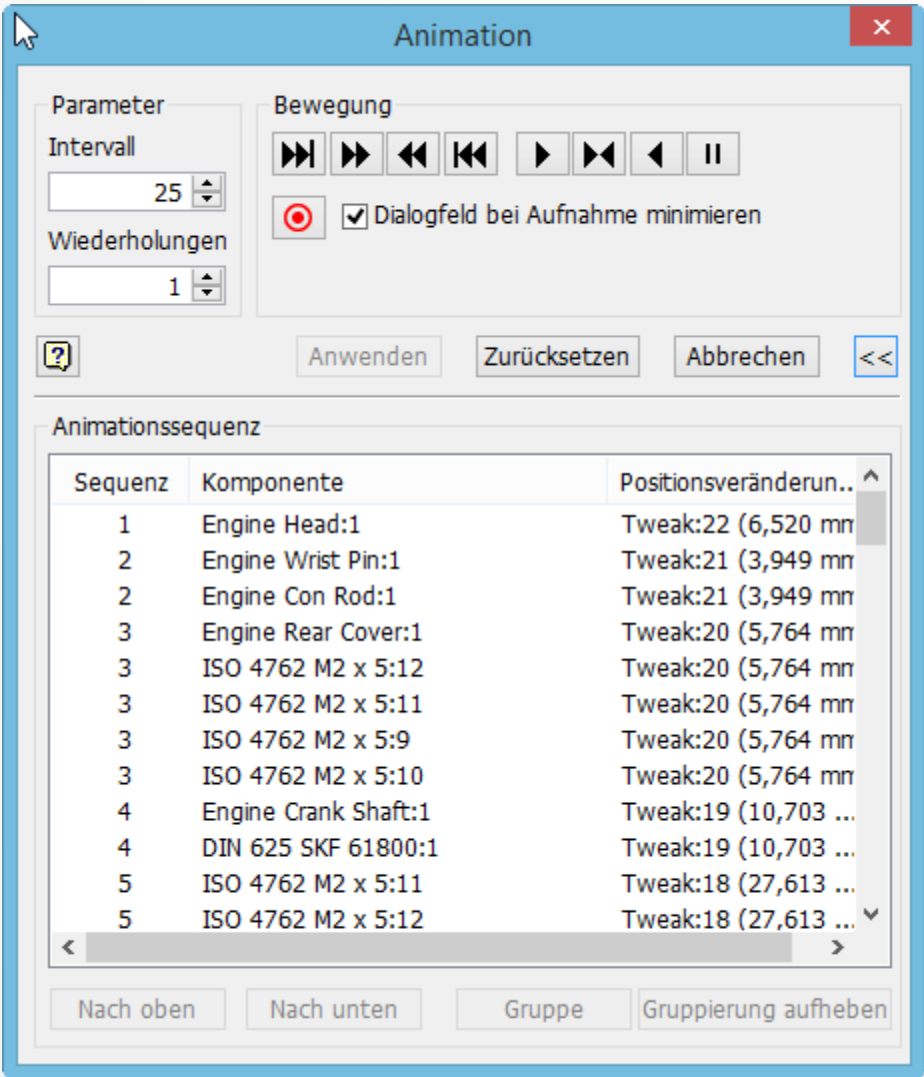 Animation
Parameter
Bewegung
Intervall
25
Dialogfeld bei Aufnahme minimieren
Wiederholungen
1
Anwenden Zurücksetzen Abbrechen <<
Animationssequenz
Sequenz Komponente Positionsveränderun...
1 Engine Head:1 Tweak:22 (6,520 mm
2 Engine Wrist Pin:1 Tweak:21 (3,949 mm
2 Engine Con Rod:1 Tweak:21 (3,949 mm
3 Engine Rear Cover:1 Tweak:20 (5,764 mm
3 ISO 4762 M2 x 5:12 Tweak:20 (5,764 mm
3 ISO 4762 M2 x 5:11 Tweak:20 (5,764 mm
3 ISO 4762 M2 x 5:9 Tweak:20 (5,764 mm
3 ISO 4762 M2 x 5:10 Tweak:20 (5,764 mm
4 Engine Crank Shaft:1 Tweak:19 (10,703 ...
4 DIN 625 SKF 61800:1 Tweak:19 (10,703 ...
5 ISO 4762 M2 x 5:11 Tweak:18 (27,613 ...
5 ISO 4762 M2 x 5:12 Tweak:18 (27,613 ...
Nach oben Nach unten Gruppe Gruppierung aufheben